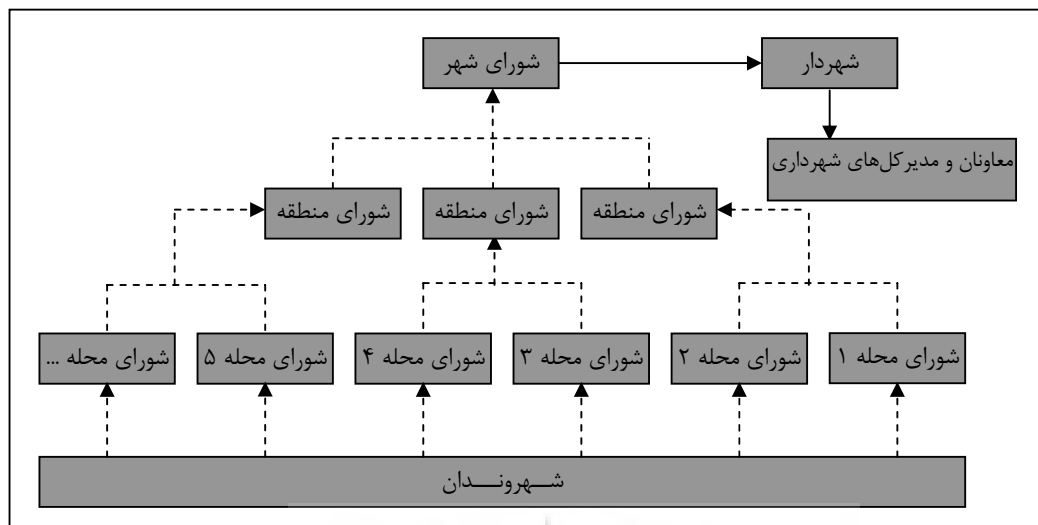 شورای شهر
شهردار
معاونان و مدیرکل‌های شهرداری
شورای منطقه
شورای منطقه
شورای منطقه
شورای محله ۱
شورای محله ۲
شورای محله ۳
شورای محله ۴
شورای محله ۵
شورای محله ...
شـــهرونـــدان